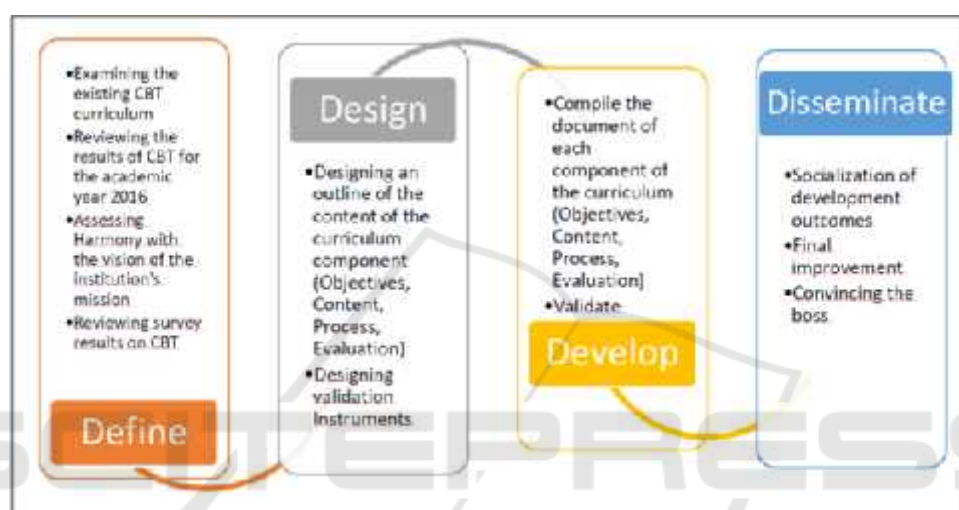 ▪Examining the
existing CBT
curriculum
▪Reviewing the
results of CBT for
the academic
year 2016
▪Assessing
Harmony with
the vision of the
institution's
mission
▪Reviewing survey
results on CBT
Define
Design
▪Designing an
outline of the
content of the
curriculum
component
(Objectives,
Content,
Process,
Evaluation)
▪Designing
validation
Instruments
▪Compile the
document of
each
component of
the curriculum
(Objectives,
Content,
Process,
Evaluation)
▪Validate
Develop
Disseminate
▪Socialization of
development
outcomes
▪Final
improvement
▪Convincing the
boss
SCITEPRESS